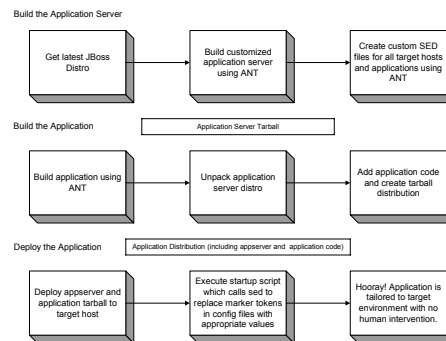 Build the Application Server
Get latest JBoss
Distro
Build customized
application server
using ANT
Create custom SED
files for all target hosts
and applications using
ANT
Build the Application
Application Server Tarball
Build application using
ANT
Unpack application
server distro
Add application code
and create tarball
distribution
Deploy the Application
Application Distribution (including appserver and application code)
Deploy appserver and
application tarball to
target host
Execute startup script
which calls sed to
replace marker tokens
in config files with
appropriate values
Hooray! Application is
tailored to target
environment with no
human intervention.